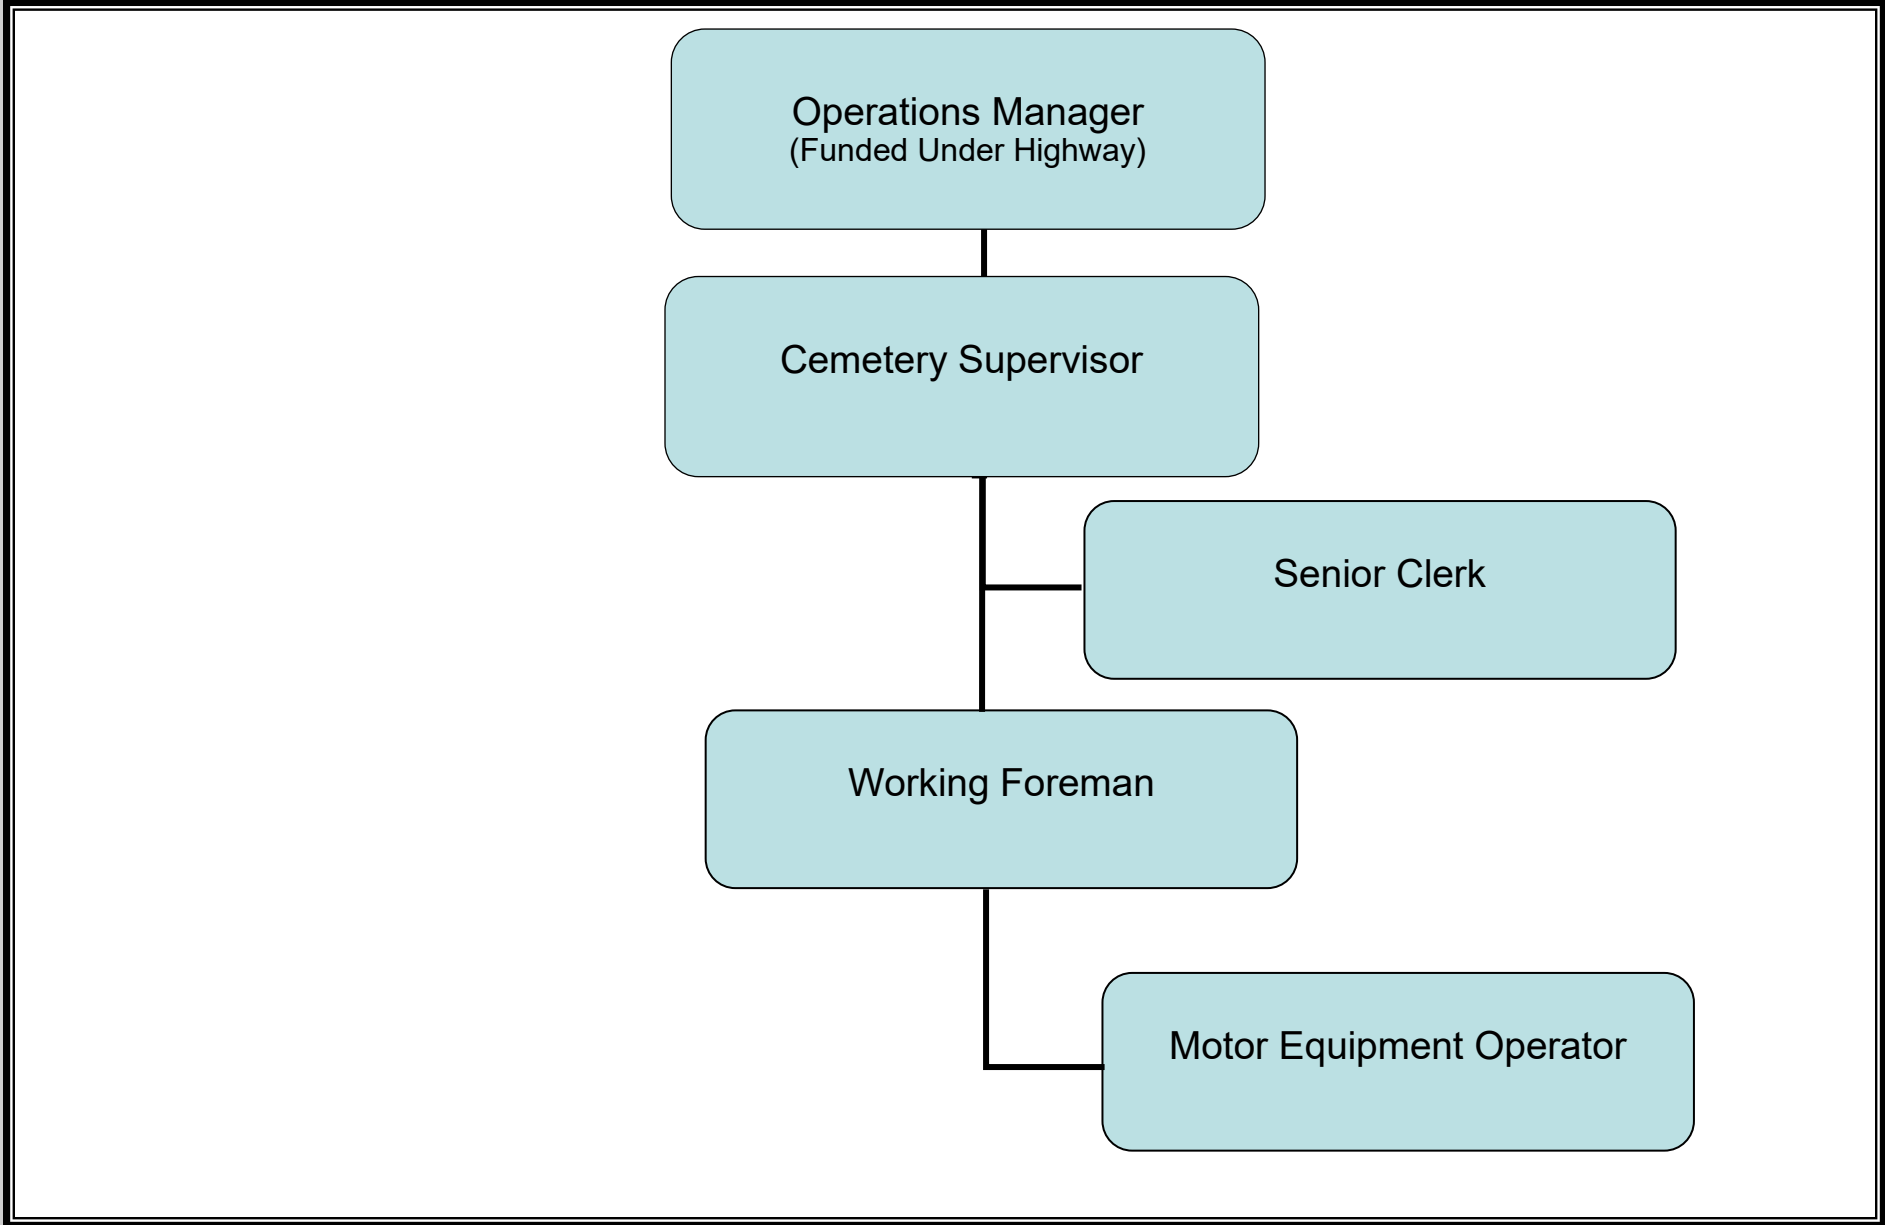 Operations Manager
(Funded Under Highway)
Cemetery Supervisor
Senior Clerk
Working Foreman
Motor Equipment Operator